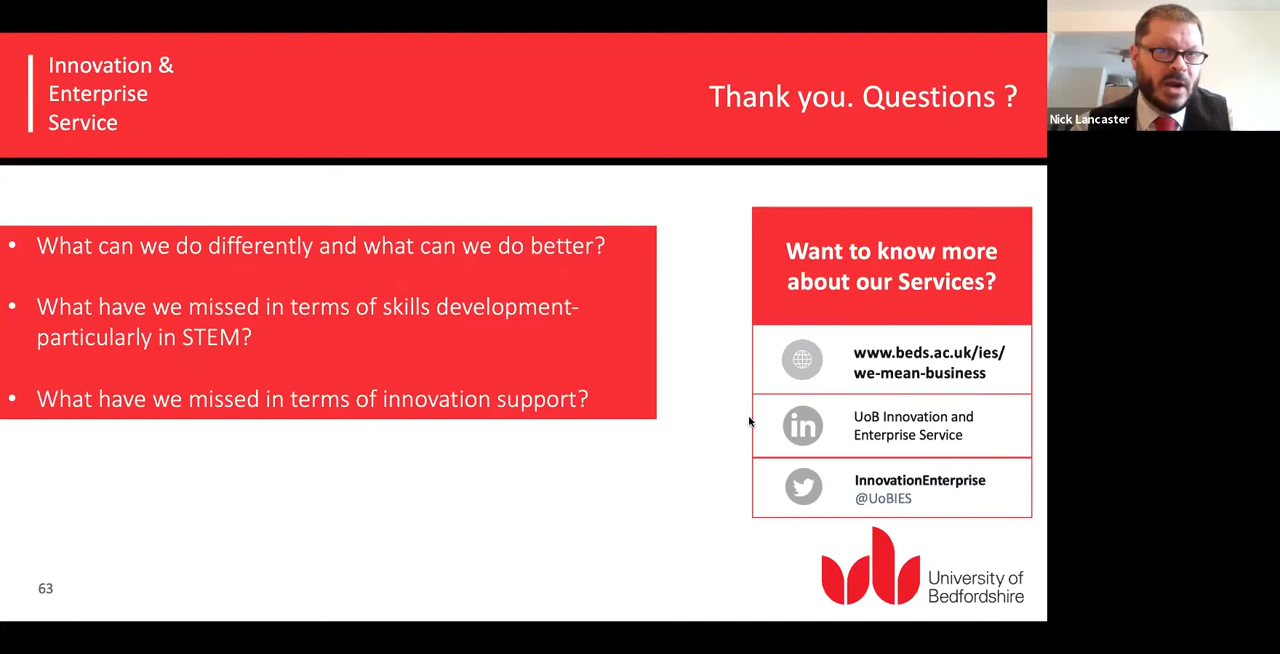 Innovation &
Enterprise
Service
Thank you. Questions ?
Nick Lancaster
• What can we do differently and what can we do better?
• What have we missed in terms of skills development-
particularly in STEM?
• What have we missed in terms of innovation support?
Want to know more
about our Services?
www.beds.ac.uk/ies/
we-mean-business
in
UoB Innovation and
Enterprise Service
InnovationEnterprise
@UoBIES
University of
Bedfordshire
63